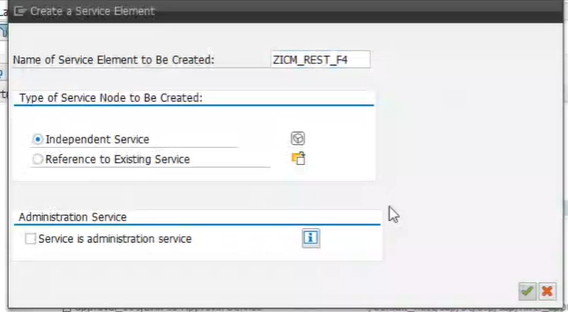 Create a Service Element
Name of Service Element to Be Created: ZICM_REST_F4
Type of Service Node to Be Created:
Independent Service
Reference to Existing Service
Administration Service
Service is administration service